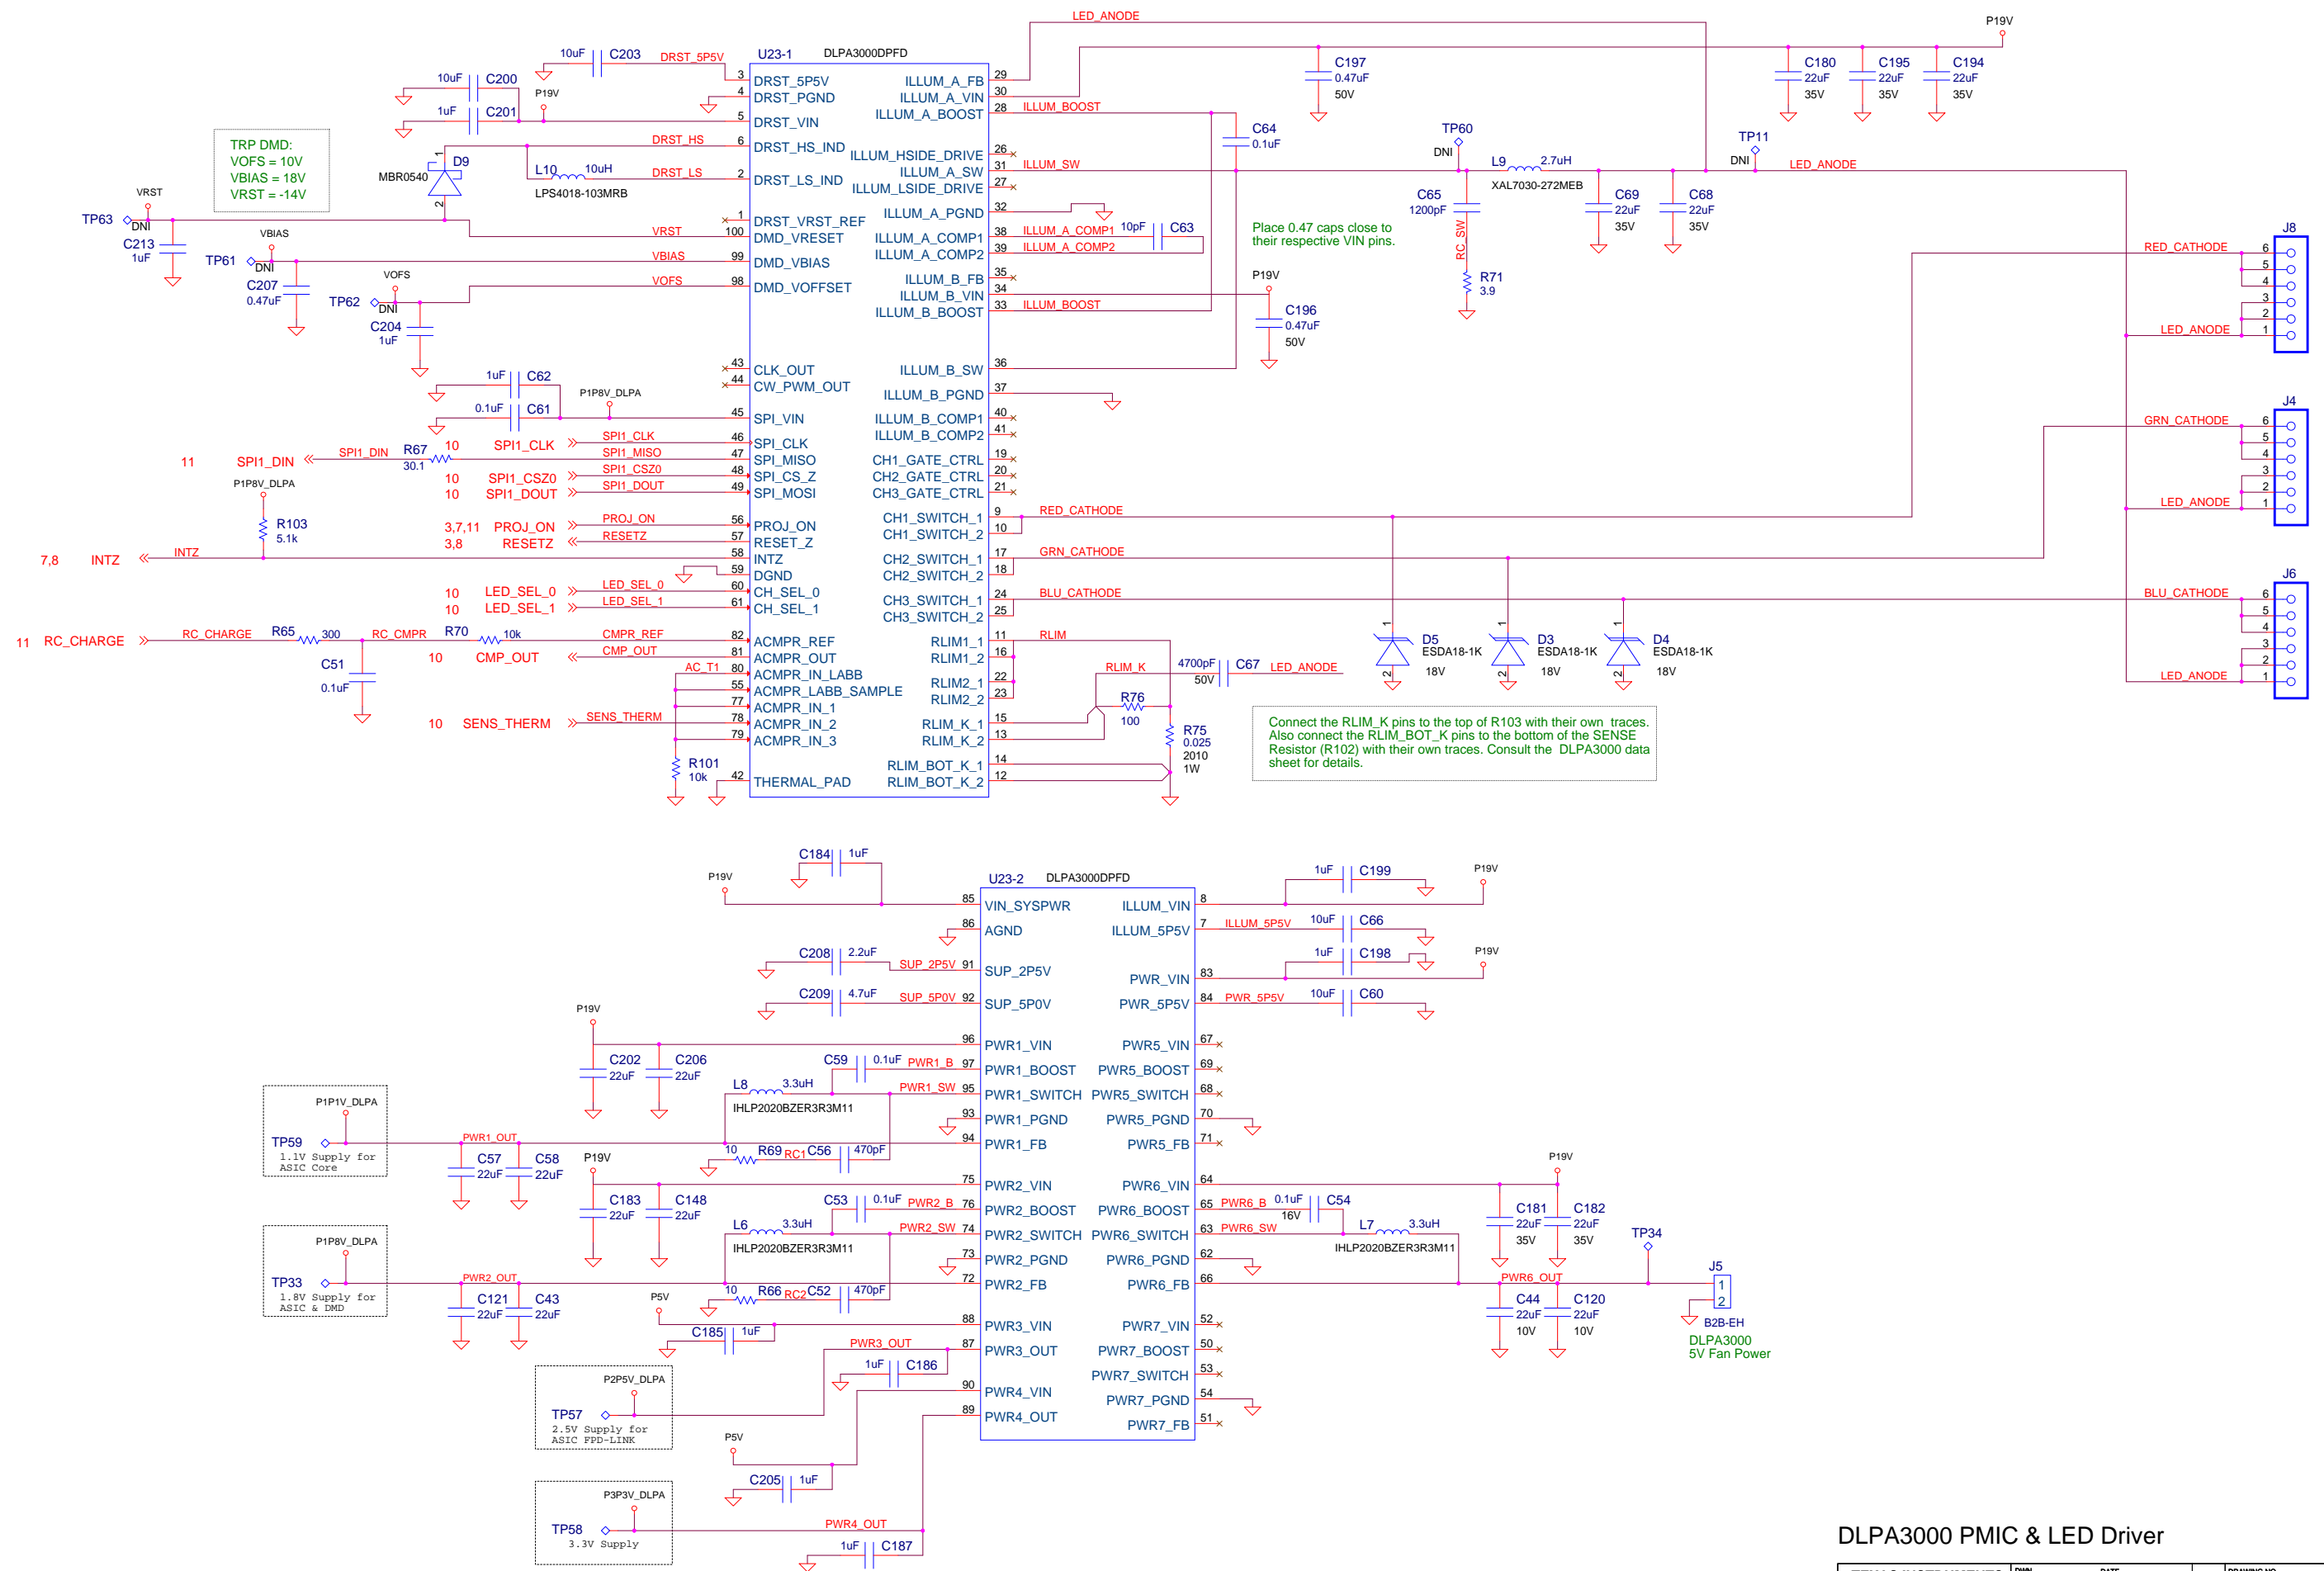 LED_ANODE
P19V
10uF C203 DRST_5P5V
U23-1 DLPA3000DPFD
C197
0.47uF
50V
C180
22uF
35V
C195
22uF
35V
C194
22uF
35V
10uF C200
1uF C201
P19V
3 DRST_5P5V
4 DRST_PGND
5 DRST_VIN
DRST_HS 6 DRST_HS_IND
DRST_LS 2 DRST_LS_IND
1 DRST_VRST_REF
VRST 100 DMD_VRESET
VBIAS 99 DMD_VBIAS
VOFS 98 DMD_VOFFSET
43 CLK_OUT
44 CW_PWM_OUT
45 SPI_VIN
46 SPI_CLK
47 SPI_MISO
48 SPI_CS_Z
49 SPI_MOSI
56 PROJ_ON
57 RESET_Z
58 INTZ
59 DGND
60 CH_SEL_0
61 CH_SEL_1
82 ACMPR_REF
81 ACMPR_OUT
80 ACMPR_IN_LABB
55 ACMPR_LABB_SAMPLE
77 ACMPR_IN_1
78 ACMPR_IN_2
79 ACMPR_IN_3
42 THERMAL_PAD
ILLUM_A_FB 29
ILLUM_A_VIN 30
ILLUM_A_BOOST 28 ILLUM_BOOST
ILLUM_HSIDE_DRIVE 26
ILLUM_A_SW 31 ILLUM_SW
ILLUM_LSIDE_DRIVE 27
ILLUM_A_PGND 32
ILLUM_A_COMP1 38 ILLUM_A_COMP1 10pF C63
ILLUM_A_COMP2 39 ILLUM_A_COMP2
ILLUM_B_FB 35
ILLUM_B_VIN 34
ILLUM_B_BOOST 33 ILLUM_BOOST
ILLUM_B_SW 36
ILLUM_B_PGND 37
ILLUM_B_COMP1 40
ILLUM_B_COMP2 41
CH1_GATE_CTRL 19
CH2_GATE_CTRL 20
CH3_GATE_CTRL 21
CH1_SWITCH_1 9 RED_CATHODE
CH1_SWITCH_2 10
CH2_SWITCH_1 17 GRN_CATHODE
CH2_SWITCH_2 18
CH3_SWITCH_1 24 BLU_CATHODE
CH3_SWITCH_2 25
RLIM1_1 11 RLIM
RLIM1_2 16
RLIM2_1 22
RLIM2_2 23
RLIM_K_1 15
RLIM_K_2 13
RLIM_BOT_K_1 14
RLIM_BOT_K_2 12
TRP DMD:
VOFS = 10V
VBIAS = 18V
VRST = -14V
1 D9
MBR0540
2
L10 10uH
LPS4018-103MRB
VRST
TP63 DNI
C213
1uF
VBIAS
TP61 DNI
C207
0.47uF
VOFS
TP62 DNI
C204
1uF
1uF C62
0.1uF C61
P1P8V_DLPA
10 SPI1_CLK SPI1_CLK
11 SPI1_DIN SPI1_DIN R67 SPI1_MISO
30.1
10 SPI1_CSZ0 SPI1_CSZ0
10 SPI1_DOUT SPI1_DOUT
P1P8V_DLPA
R103
5.1k
3,7,11 PROJ_ON PROJ_ON
3,8 RESETZ RESETZ
7,8 INTZ INTZ
10 LED_SEL_0 LED_SEL_0
10 LED_SEL_1 LED_SEL_1
11 RC_CHARGE RC_CHARGE R65 300 RC_CMPR R70 10k CMPR_REF
10 CMP_OUT CMP_OUT
C51
0.1uF
AC_T1
10 SENS_THERM SENS_THERM
R101
10k
C64
0.1uF
TP60
DNI
L9 2.7uH
XAL7030-272MEB
TP11
DNI
LED_ANODE
C65
1200pF
RC_SW
R71
3.9
C69
22uF
35V
C68
22uF
35V
Place 0.47 caps close to
their respective VIN pins.
P19V
C196
0.47uF
50V
J8
RED_CATHODE 6
5
4
3
2
LED_ANODE 1
J4
GRN_CATHODE 6
5
4
3
2
LED_ANODE 1
J6
BLU_CATHODE 6
5
4
3
2
LED_ANODE 1
1 D5
ESDA18-1K
2 18V
1 D3
ESDA18-1K
2 18V
1 D4
ESDA18-1K
2 18V
RLIM_K 4700pF C67 LED_ANODE
50V
R76
100
R75
0.025
2010
1W
Connect the RLIM_K pins to the top of R103 with their own traces.
Also connect the RLIM_BOT_K pins to the bottom of the SENSE
Resistor (R102) with their own traces. Consult the DLPA3000 data
sheet for details.
U23-2 DLPA3000DPFD
C184 1uF
P19V
85 VIN_SYSPWR
86 AGND
C208 2.2uF SUP_2P5V 91 SUP_2P5V
C209 4.7uF SUP_5P0V 92 SUP_5P0V
P19V
96 PWR1_VIN
C202
22uF
C206
22uF
C59 0.1uF PWR1_B 97 PWR1_BOOST
L8 3.3uH PWR1_SW 95 PWR1_SWITCH
IHLP2020BZER3R3M11
93 PWR1_PGND
94 PWR1_FB
P1P1V_DLPA
TP59
1.1V Supply for
ASIC Core
PWR1_OUT
C57
22uF
C58
22uF
10 R69 RC1 C56 470pF
P19V
75 PWR2_VIN
C183
22uF
C148
22uF
C53 0.1uF PWR2_B 76 PWR2_BOOST
L6 3.3uH PWR2_SW 74 PWR2_SWITCH
IHLP2020BZER3R3M11
73 PWR2_PGND
72 PWR2_FB
P1P8V_DLPA
TP33
1.8V Supply for
ASIC & DMD
PWR2_OUT
C121
22uF
C43
22uF
10 R66 RC2 C52 470pF
P5V
C185 1uF
88 PWR3_VIN
PWR3_OUT 87 PWR3_OUT
1uF C186
90 PWR4_VIN
89 PWR4_OUT
P2P5V_DLPA
TP57
2.5V Supply for
ASIC FPD-LINK
P5V
C205 1uF
P3P3V_DLPA
TP58
3.3V Supply
PWR4_OUT
1uF C187
ILLUM_VIN 8
1uF C199 P19V
ILLUM_5P5V 7 ILLUM_5P5V 10uF C66
1uF C198 P19V
PWR_VIN 83
PWR_5P5V 84 PWR_5P5V 10uF C60
PWR5_VIN 67
PWR5_BOOST 69
PWR5_SWITCH 68
PWR5_PGND 70
PWR5_FB 71
P19V
PWR6_VIN 64
PWR6_BOOST 65 PWR6_B 0.1uF C54
16V
PWR6_SWITCH 63 PWR6_SW L7 3.3uH
IHLP2020BZER3R3M11
PWR6_PGND 62
PWR6_FB 66 PWR6_OUT
C181
22uF
35V
C182
22uF
35V
TP34
C44
22uF
10V
C120
22uF
10V
J5
1
2
B2B-EH
DLPA3000
5V Fan Power
PWR7_VIN 52
PWR7_BOOST 50
PWR7_SWITCH 53
PWR7_PGND 54
PWR7_FB 51
DLPA3000 PMIC & LED Driver